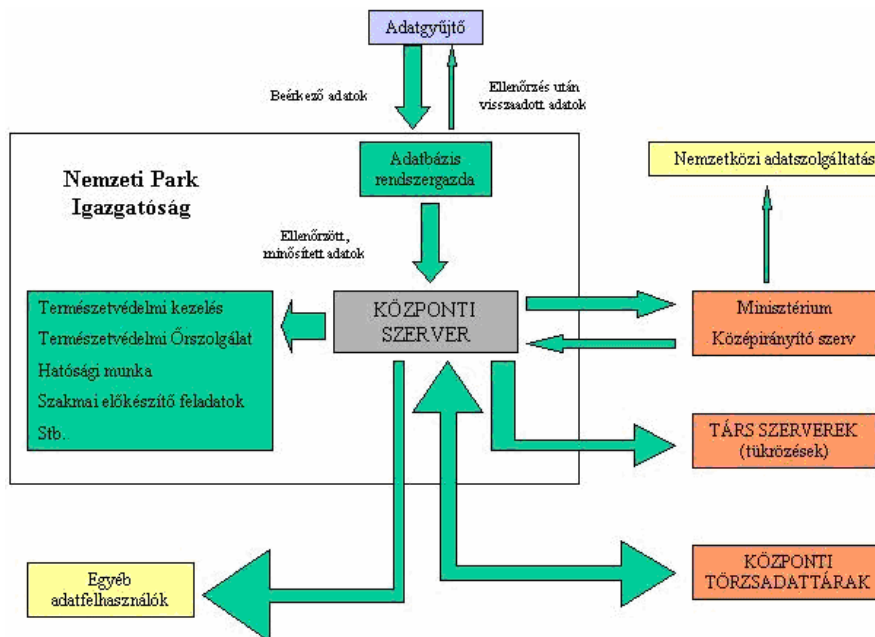 Adatgyűjtő
Beérkező adatok
Ellenőrzés után
visszaadott adatok
Adatbázis
rendszergazda
Nemzetközi adatszolgáltatás
Nemzeti Park
Igazgatóság
Ellenőrzött,
minősített adatok
Természetvédelmi kezelés
Természetvédelmi Őrszolgálat
Hatósági munka
Szakmai előkészítő feladatok
Stb.
KÖZPONTI
SZERVER
Minisztérium
Középirányító szerv
TÁRS SZERVEREK
(tükrözések)
KÖZPONTI
TÖRZSADATTÁRAK
Egyéb
adatfelhasználók